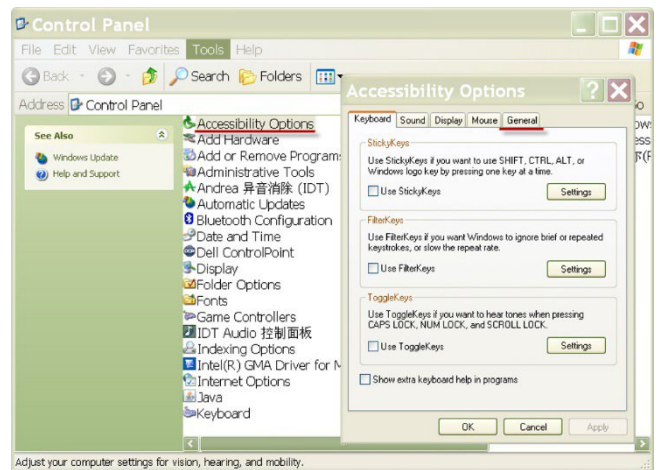 Control Panel
File Edit View Favorites Tools Help
Back Search Folders
Address Control Panel
See Also
Windows Update
Help and Support
Accessibility Options
Add Hardware
Add or Remove Program
Administrative Tools
Andrea 异音消除 (IDT)
Automatic Updates
Bluetooth Configuration
Date and Time
Dell ControlPoint
Display
Folder Options
Fonts
Game Controllers
IDT Audio 控制面板
Indexing Options
Intel(R) GMA Driver for M
Internet Options
Java
Keyboard
Accessibility Options
Keyboard Sound Display Mouse General
StickyKeys
Use StickyKeys if you want to use SHIFT, CTRL, ALT, or
Windows logo key by pressing one key at a time.
Use StickyKeys Settings
FilterKeys
Use FilterKeys if you want Windows to ignore brief or repeated
keystrokes, or slow the repeat rate.
Use FilterKeys Settings
ToggleKeys
Use ToggleKeys if you want to hear tones when pressing
CAPS LOCK, NUM LOCK, and SCROLL LOCK.
Use ToggleKeys Settings
Show extra keyboard help in programs
OK Cancel Apply
Adjust your computer settings for vision, hearing, and mobility.